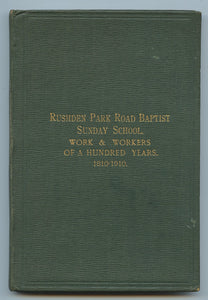 RUSHDEN PARK ROAD BAPTIST
SUNDAY SCHOOL.
WORK & WORKERS
OF A HUNDRED YEARS.
1810-1910.